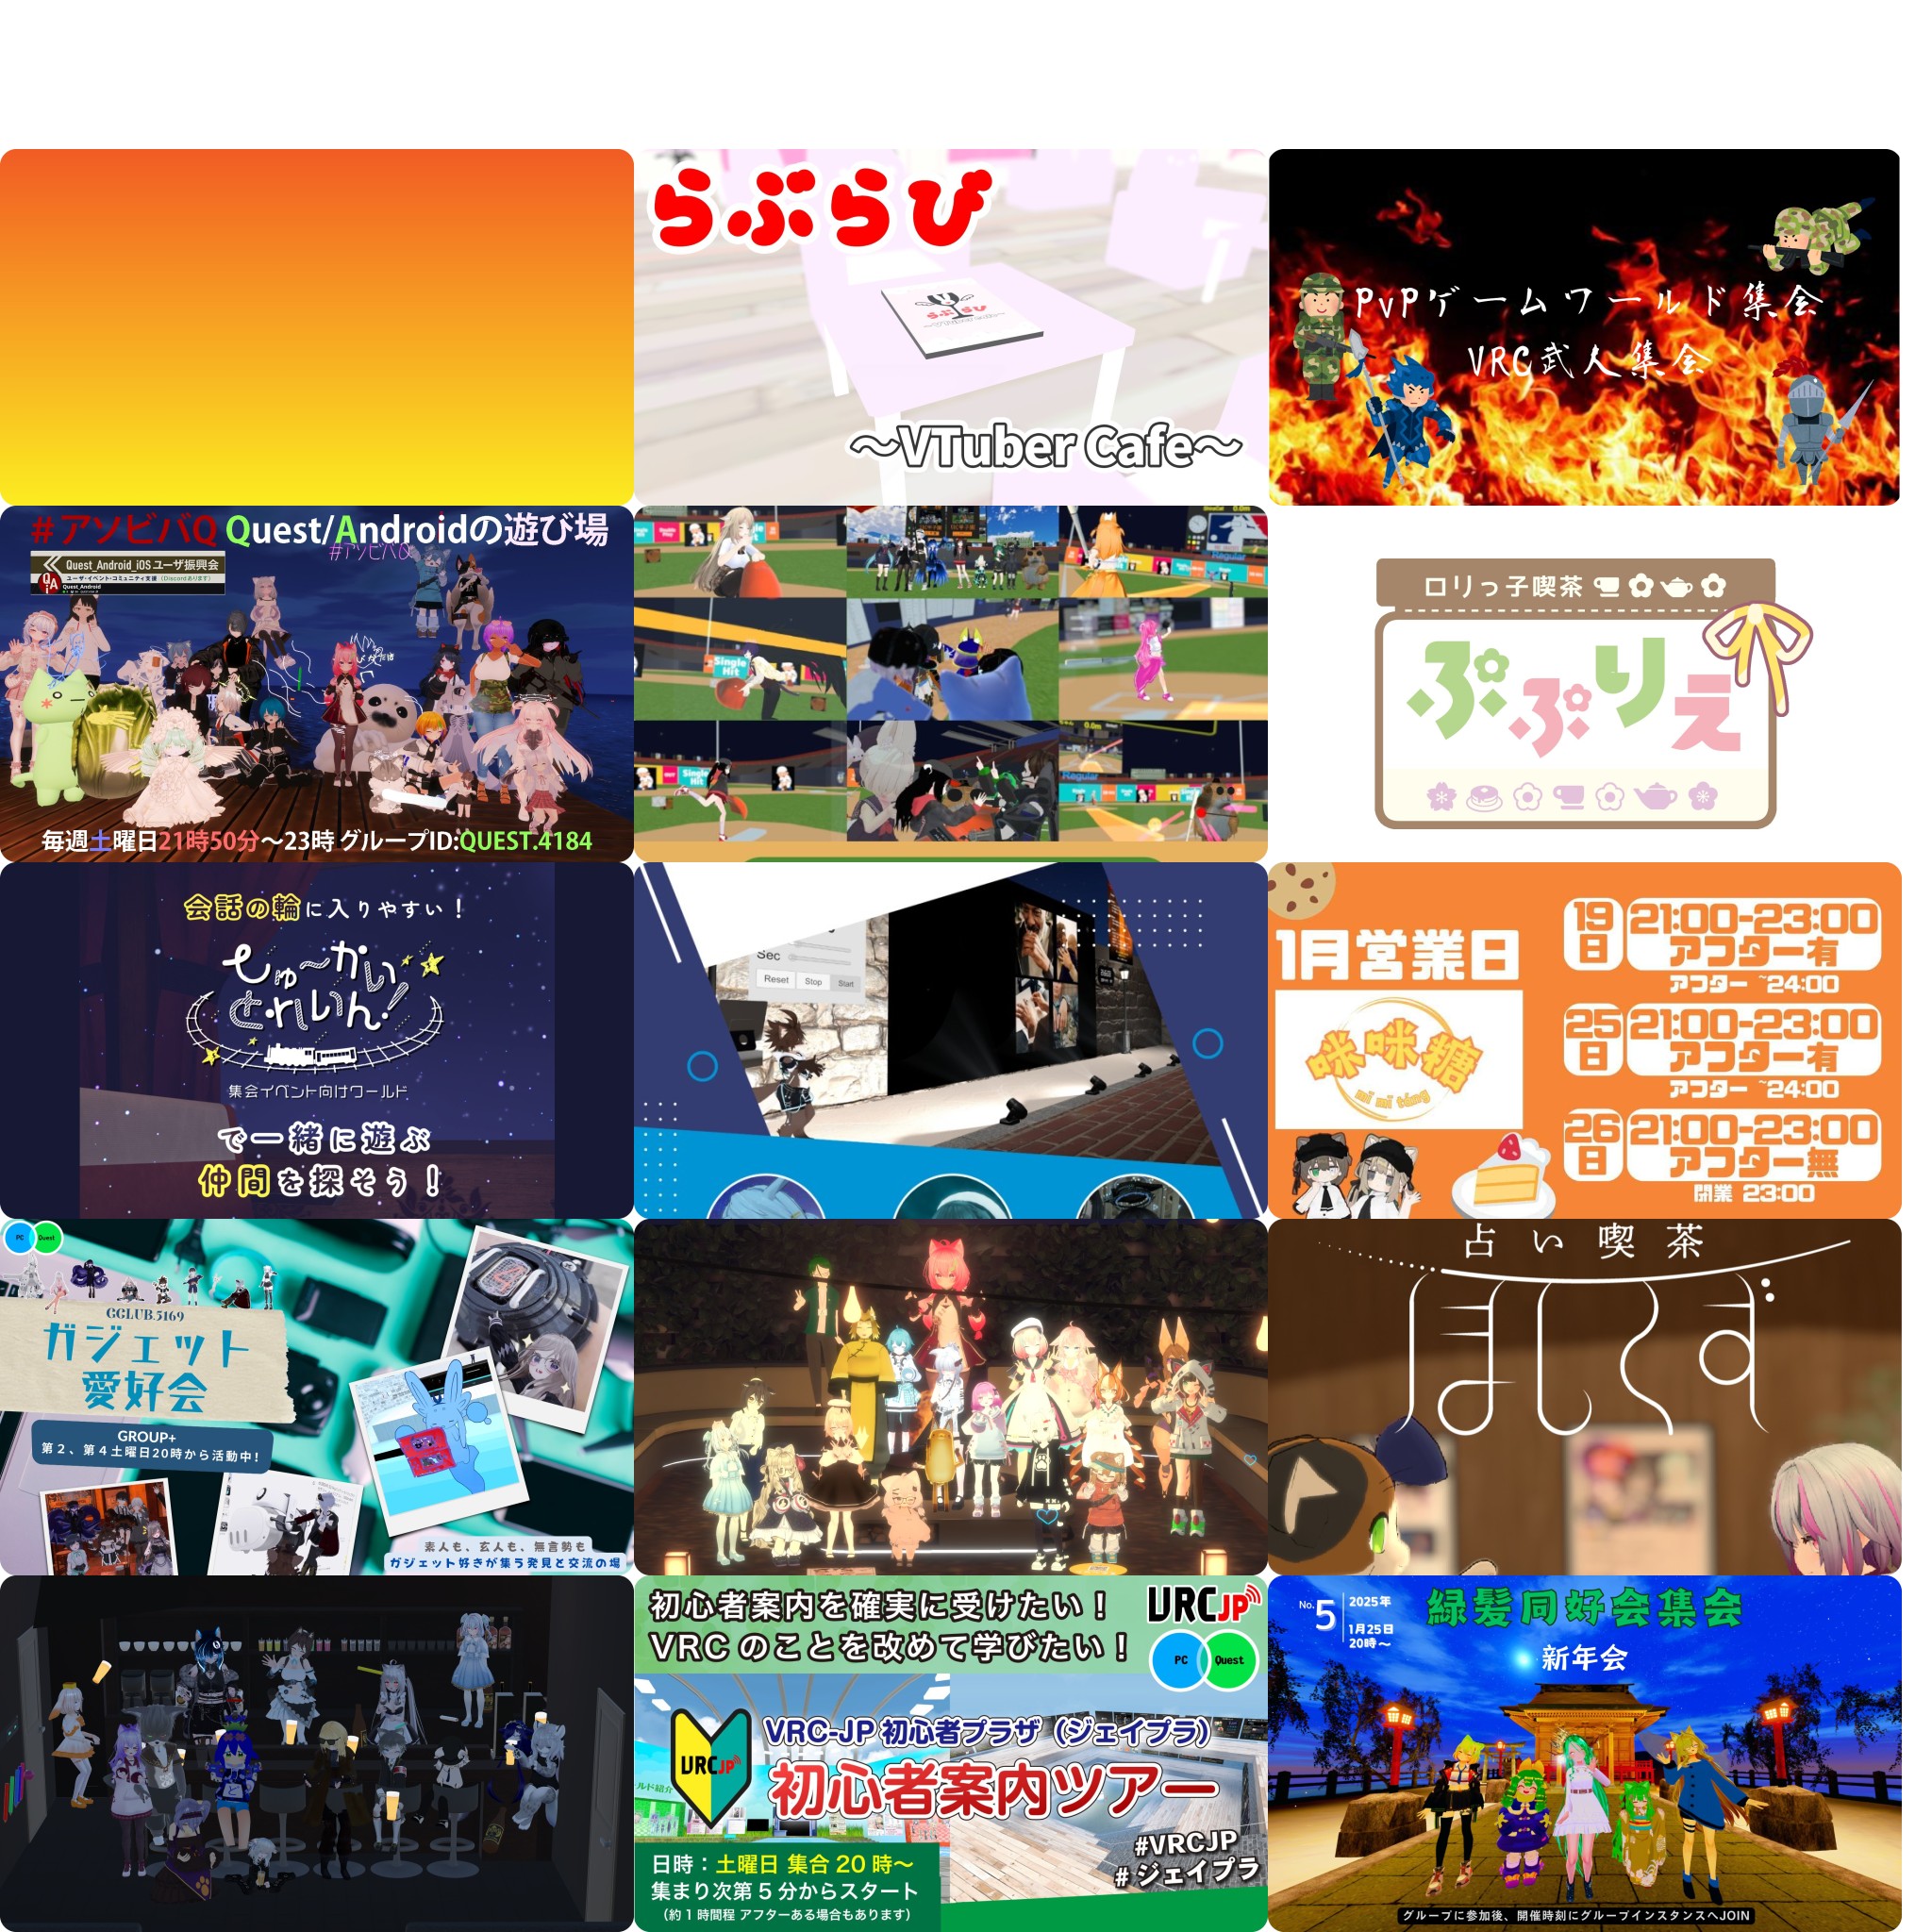 らぶらび
らぶらび
～VTuber Cafe～
PvPゲームワールド集会
VRC武人集会
#アソビバQ Quest/Androidの遊び場
#アソビバQ
Quest_Android_iOS ユーザ振興会
ユーザ・イベント・コミュニティ支援（Discordあります）
Quest_Android
毎週土曜日21時50分～23時 グループID:QUEST.4184
Single
Hit
Regular
ロリっ子喫茶
ぷぷりえ
会話の輪に入りやすい！
ちゅ～かい
とれいん！
集会イベント向けワールド
で一緒に遊ぶ
仲間を探そう！
Sec
Reset Stop Start
1月営業日
咪咪糖
mī mī táng
19日 21:00-23:00
アフター有
アフター ~24:00
25日 21:00-23:00
アフター有
アフター ~24:00
26日 21:00-23:00
アフター無
閉業 23:00
PC Quest
GGLUB.5169
ガジェット
愛好会
GROUP+
第２、第４土曜日20時から活動中！
素人も、玄人も、無言勢も
ガジェット好きが集う発見と交流の場
占い喫茶
ほしくず
初心者案内を確実に受けたい！
VRCのことを改めて学びたい！
VRCJP
PC Quest
VRCJP
VRC-JP 初心者プラザ（ジェイプラ）
初心者案内ツアー
#VRCJP
#ジェイプラ
日時：土曜日 集合 20 時～
集まり次第 5 分からスタート
（約 1 時間程 アフターある場合もあります）
No.5
2025年
1月25日
20時～
緑髪同好会集会
新年会
グループに参加後、開催時刻にグループインスタンスへJOIN